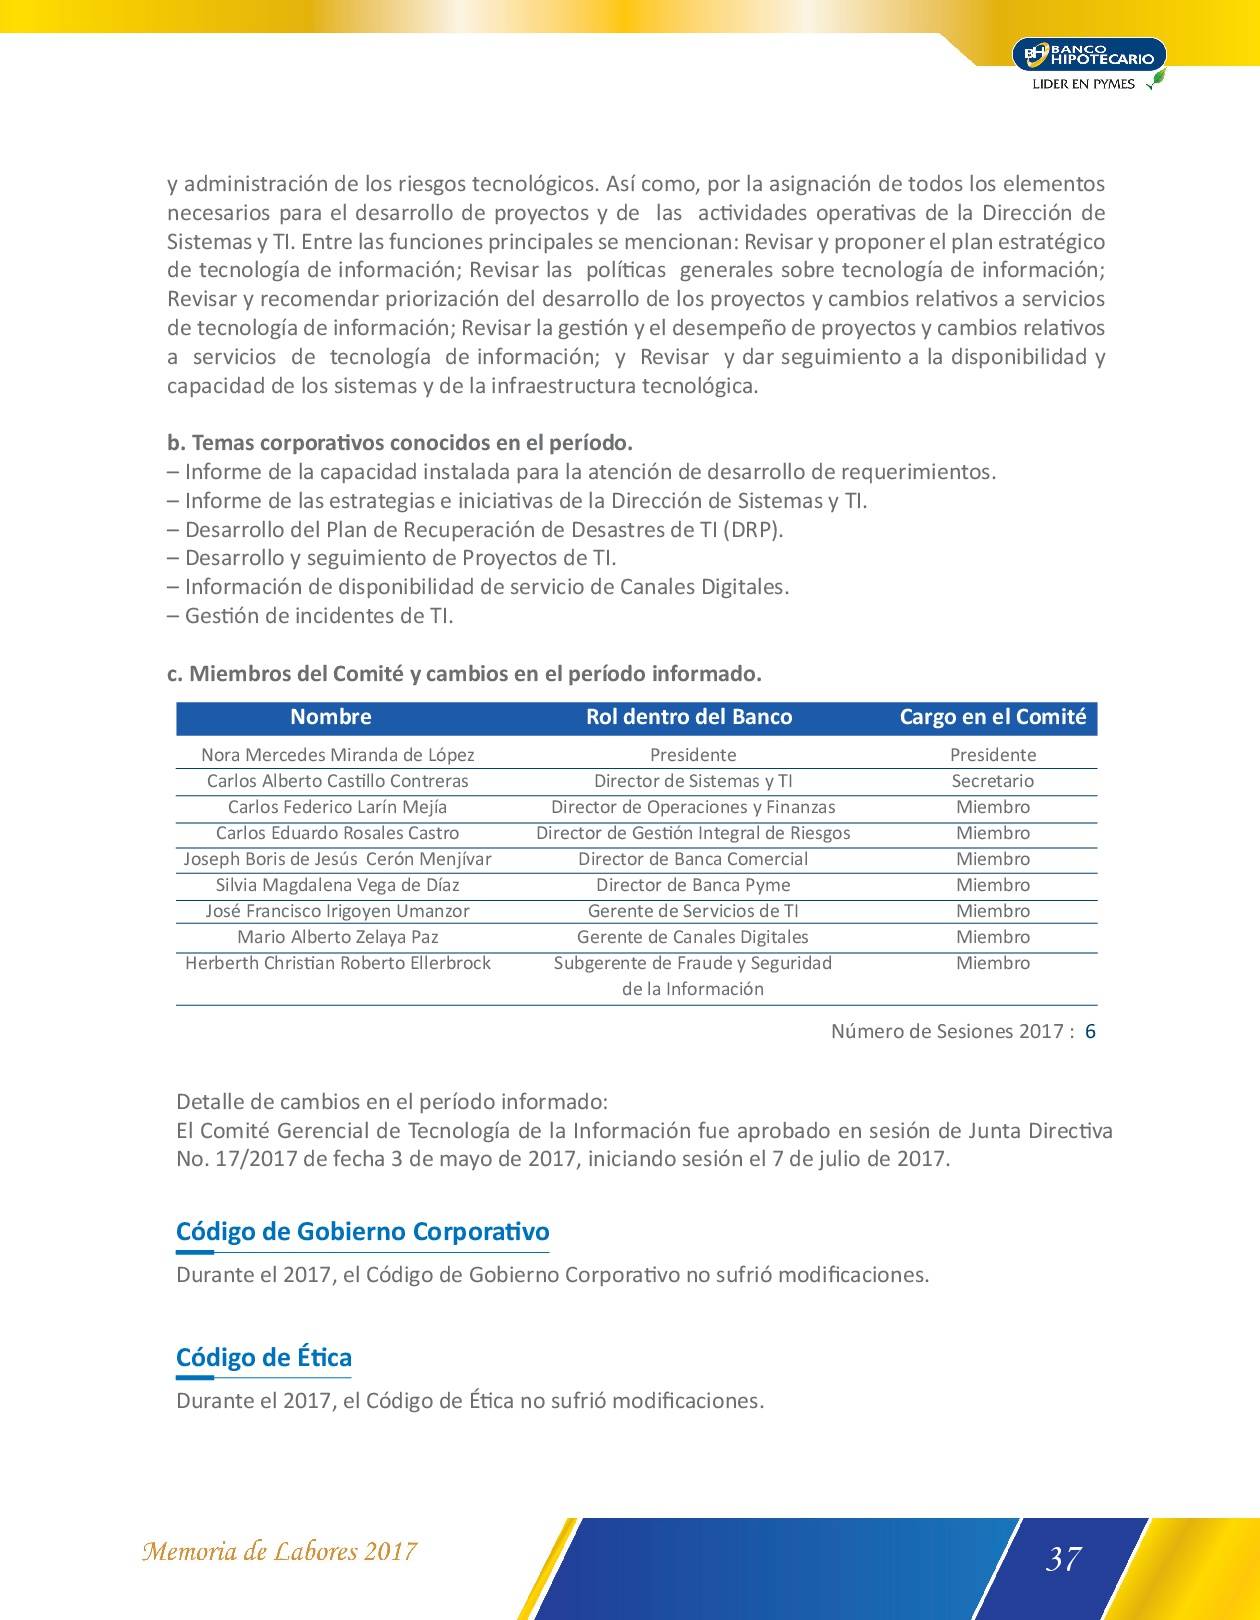 BH BANCO
HIPOTECARIO
LIDER EN PYMES
y administración de los riesgos tecnológicos. Así como, por la asignación de todos los elementos
necesarios para el desarrollo de proyectos y de las actividades operativas de la Dirección de
Sistemas y TI. Entre las funciones principales se mencionan: Revisar y proponer el plan estratégico
de tecnología de información; Revisar las políticas generales sobre tecnología de información;
Revisar y recomendar priorización del desarrollo de los proyectos y cambios relativos a servicios
de tecnología de información; Revisar la gestión y el desempeño de proyectos y cambios relativos
a servicios de tecnología de información; y Revisar y dar seguimiento a la disponibilidad y
capacidad de los sistemas y de la infraestructura tecnológica.
b. Temas corporativos conocidos en el período.
– Informe de la capacidad instalada para la atención de desarrollo de requerimientos.
– Informe de las estrategias e iniciativas de la Dirección de Sistemas y TI.
– Desarrollo del Plan de Recuperación de Desastres de TI (DRP).
– Desarrollo y seguimiento de Proyectos de TI.
– Información de disponibilidad de servicio de Canales Digitales.
– Gestión de incidentes de TI.
c. Miembros del Comité y cambios en el período informado.
Nombre Rol dentro del Banco Cargo en el Comité
Nora Mercedes Miranda de López Presidente Presidente
Carlos Alberto Castillo Contreras Director de Sistemas y TI Secretario
Carlos Federico Larín Mejía Director de Operaciones y Finanzas Miembro
Carlos Eduardo Rosales Castro Director de Gestión Integral de Riesgos Miembro
Joseph Boris de Jesús Cerón Menjívar Director de Banca Comercial Miembro
Silvia Magdalena Vega de Díaz Director de Banca Pyme Miembro
José Francisco Irigoyen Umanzor Gerente de Servicios de TI Miembro
Mario Alberto Zelaya Paz Gerente de Canales Digitales Miembro
Herberth Christian Roberto Ellerbrock Subgerente de Fraude y Seguridad Miembro
de la Información
Número de Sesiones 2017 : 6
Detalle de cambios en el período informado:
El Comité Gerencial de Tecnología de la Información fue aprobado en sesión de Junta Directiva
No. 17/2017 de fecha 3 de mayo de 2017, iniciando sesión el 7 de julio de 2017.
Código de Gobierno Corporativo
Durante el 2017, el Código de Gobierno Corporativo no sufrió modificaciones.
Código de Ética
Durante el 2017, el Código de Ética no sufrió modificaciones.
Memoria de Labores 2017
37